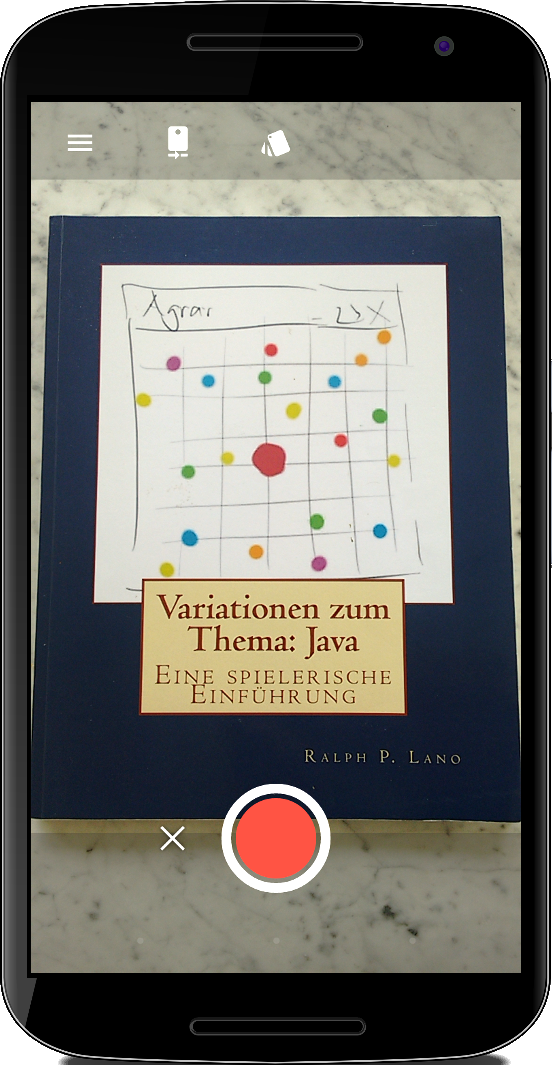 Agrar
X
Variationen zum
Thema: Java
Eine spielerische
Einführung
Ralph P. Lano